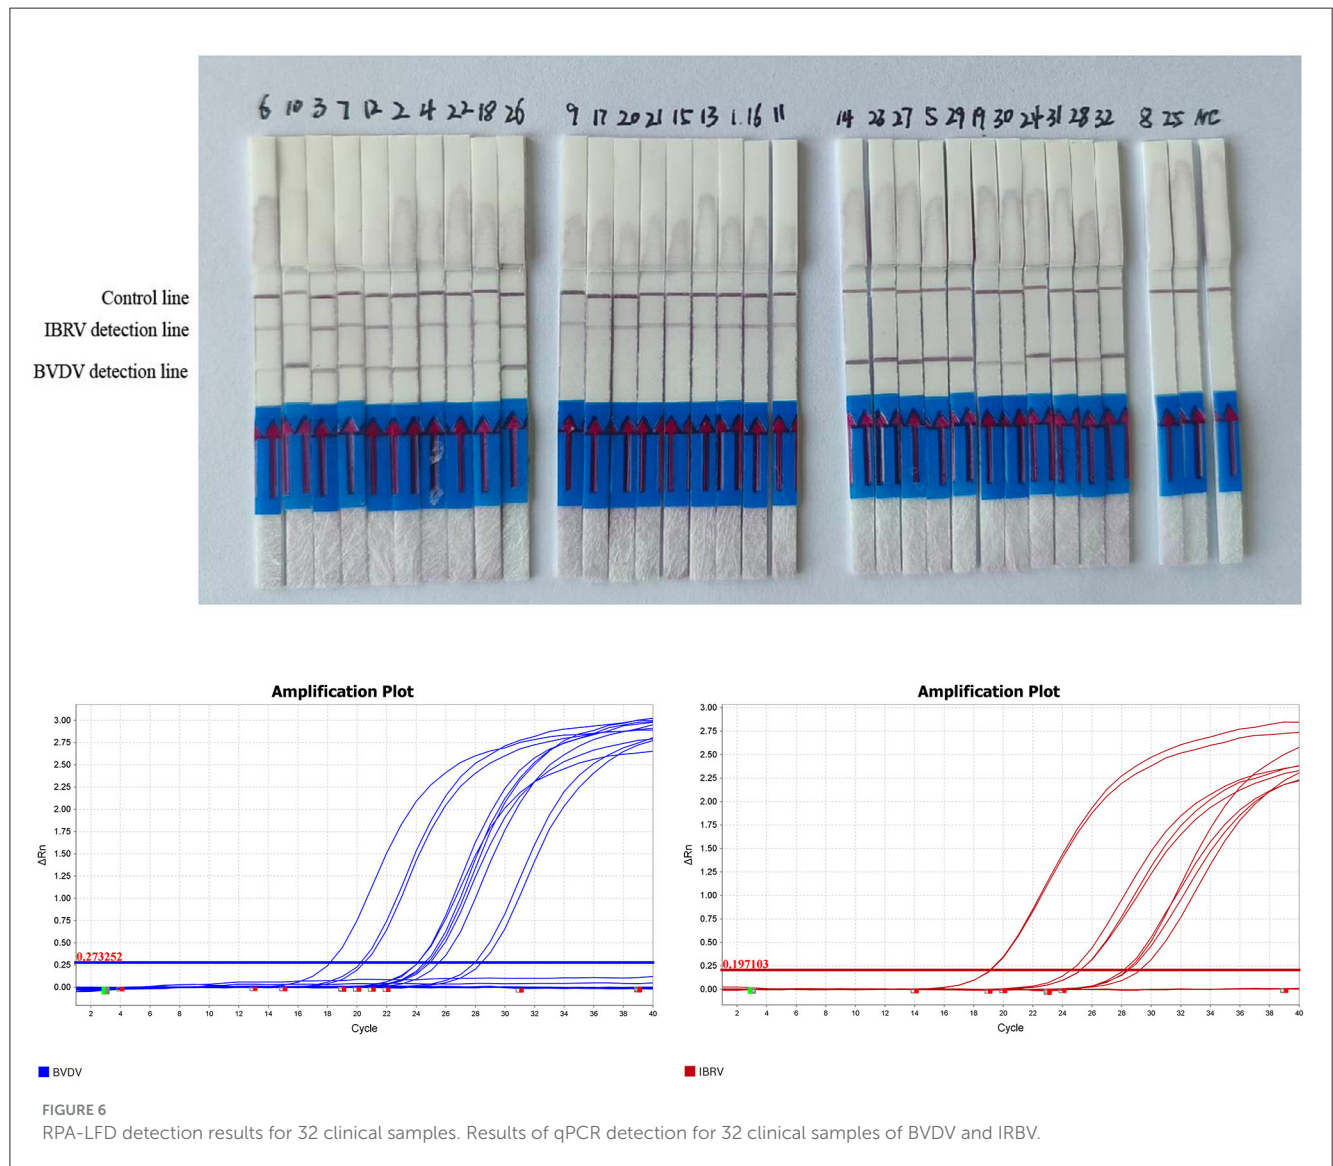 6 10 3 7 12 2 4 22 18 26 9 17 20 21 15 13 1 16 11 14 23 27 5 29 19 30 24 31 28 32 8 25 NC
Control line
IBRV detection line
BVDV detection line
Amplification Plot
3.00
2.75
2.50
2.25
2.00
1.75
1.50
1.25
1.00
0.75
0.50
0.25
0.00
ΔRn
0.273252
2 4 6 8 10 12 14 16 18 20 22 24 26 28 30 32 34 36 38 40
Cycle
BVDV
Amplification Plot
3.00
2.75
2.50
2.25
2.00
1.75
1.50
1.25
1.00
0.75
0.50
0.25
0.00
ΔRn
0.197103
2 4 6 8 10 12 14 16 18 20 22 24 26 28 30 32 34 36 38 40
Cycle
IBRV
FIGURE 6
RPA-LFD detection results for 32 clinical samples. Results of qPCR detection for 32 clinical samples of BVDV and IRBV.